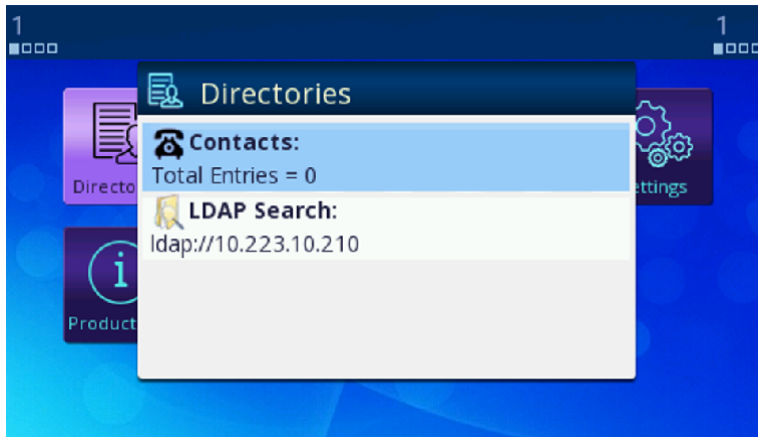 1
1
Directories
Contacts:
Total Entries = 0
Directo
ettings
LDAP Search:
ldap://10.223.10.210
Product